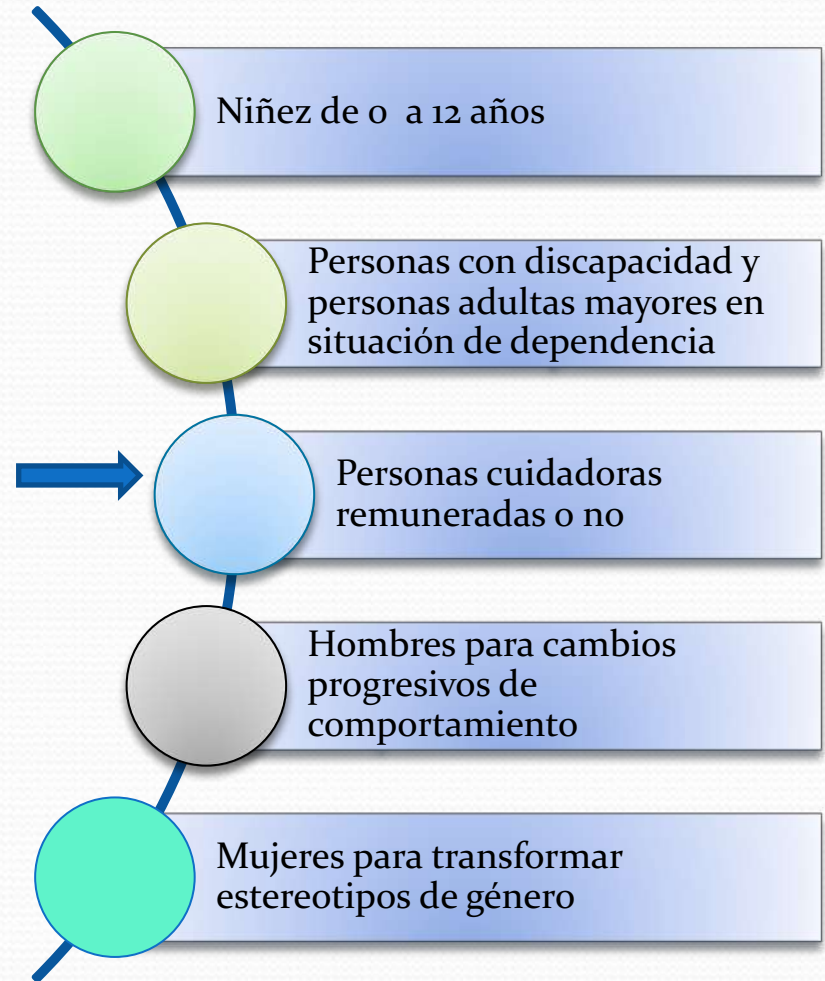 Niñez de 0 a 12 años
Personas con discapacidad y
personas adultas mayores en
situación de dependencia
Personas cuidadoras
remuneradas o no
Hombres para cambios
progresivos de
comportamiento
Mujeres para transformar
estereotipos de género